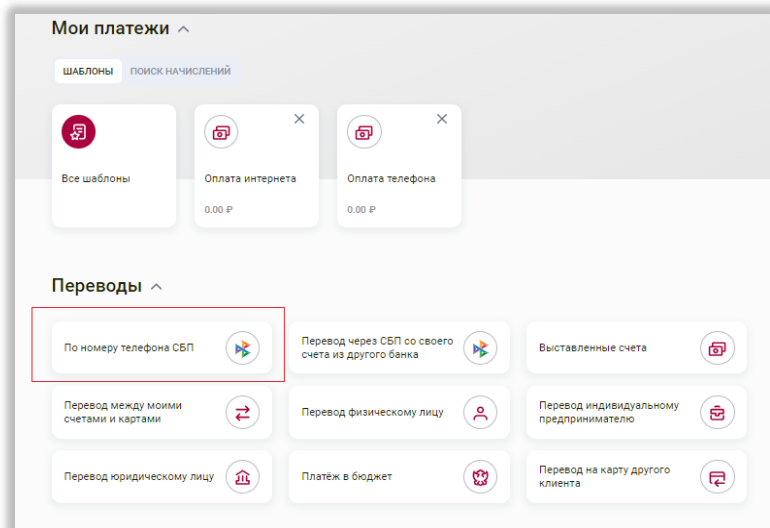 Мои платежи
ШАБЛОНЫ ПОИСК НАЧИСЛЕНИЙ
Все шаблоны
Оплата интернета
0.00 ₽
Оплата телефона
0.00 ₽
Переводы
По номеру телефона СБП
Перевод через СБП со своего
счета из другого банка
Выставленные счета
Перевод между моими
счетами и картами
Перевод физическому лицу
Перевод индивидуальному
предпринимателю
Перевод юридическому лицу
Платёж в бюджет
Перевод на карту другого
клиента